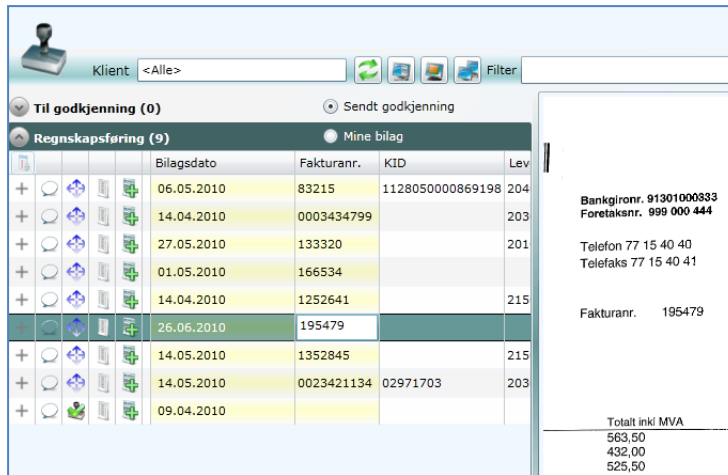 Klient <Alle> Filter
Til godkjenning (0) Sendt godkjenning
Regnskapsføring (9) Mine bilag
Bilagsdato Fakturanr. KID Lev
06.05.2010 83215 1128050000869198 204
14.04.2010 0003434799 203
27.05.2010 133320 201
01.05.2010 166534
14.04.2010 1252641 215
26.06.2010 195479
14.05.2010 1352845 215
14.05.2010 0023421134 02971703 203
09.04.2010
Bankgironr. 91301000333
Foretaksnr. 999 000 444
Telefon 77 15 40 40
Telefaks 77 15 40 41
Fakturanr. 195479
Totalt inkl MVA
563,50
432,00
525,50